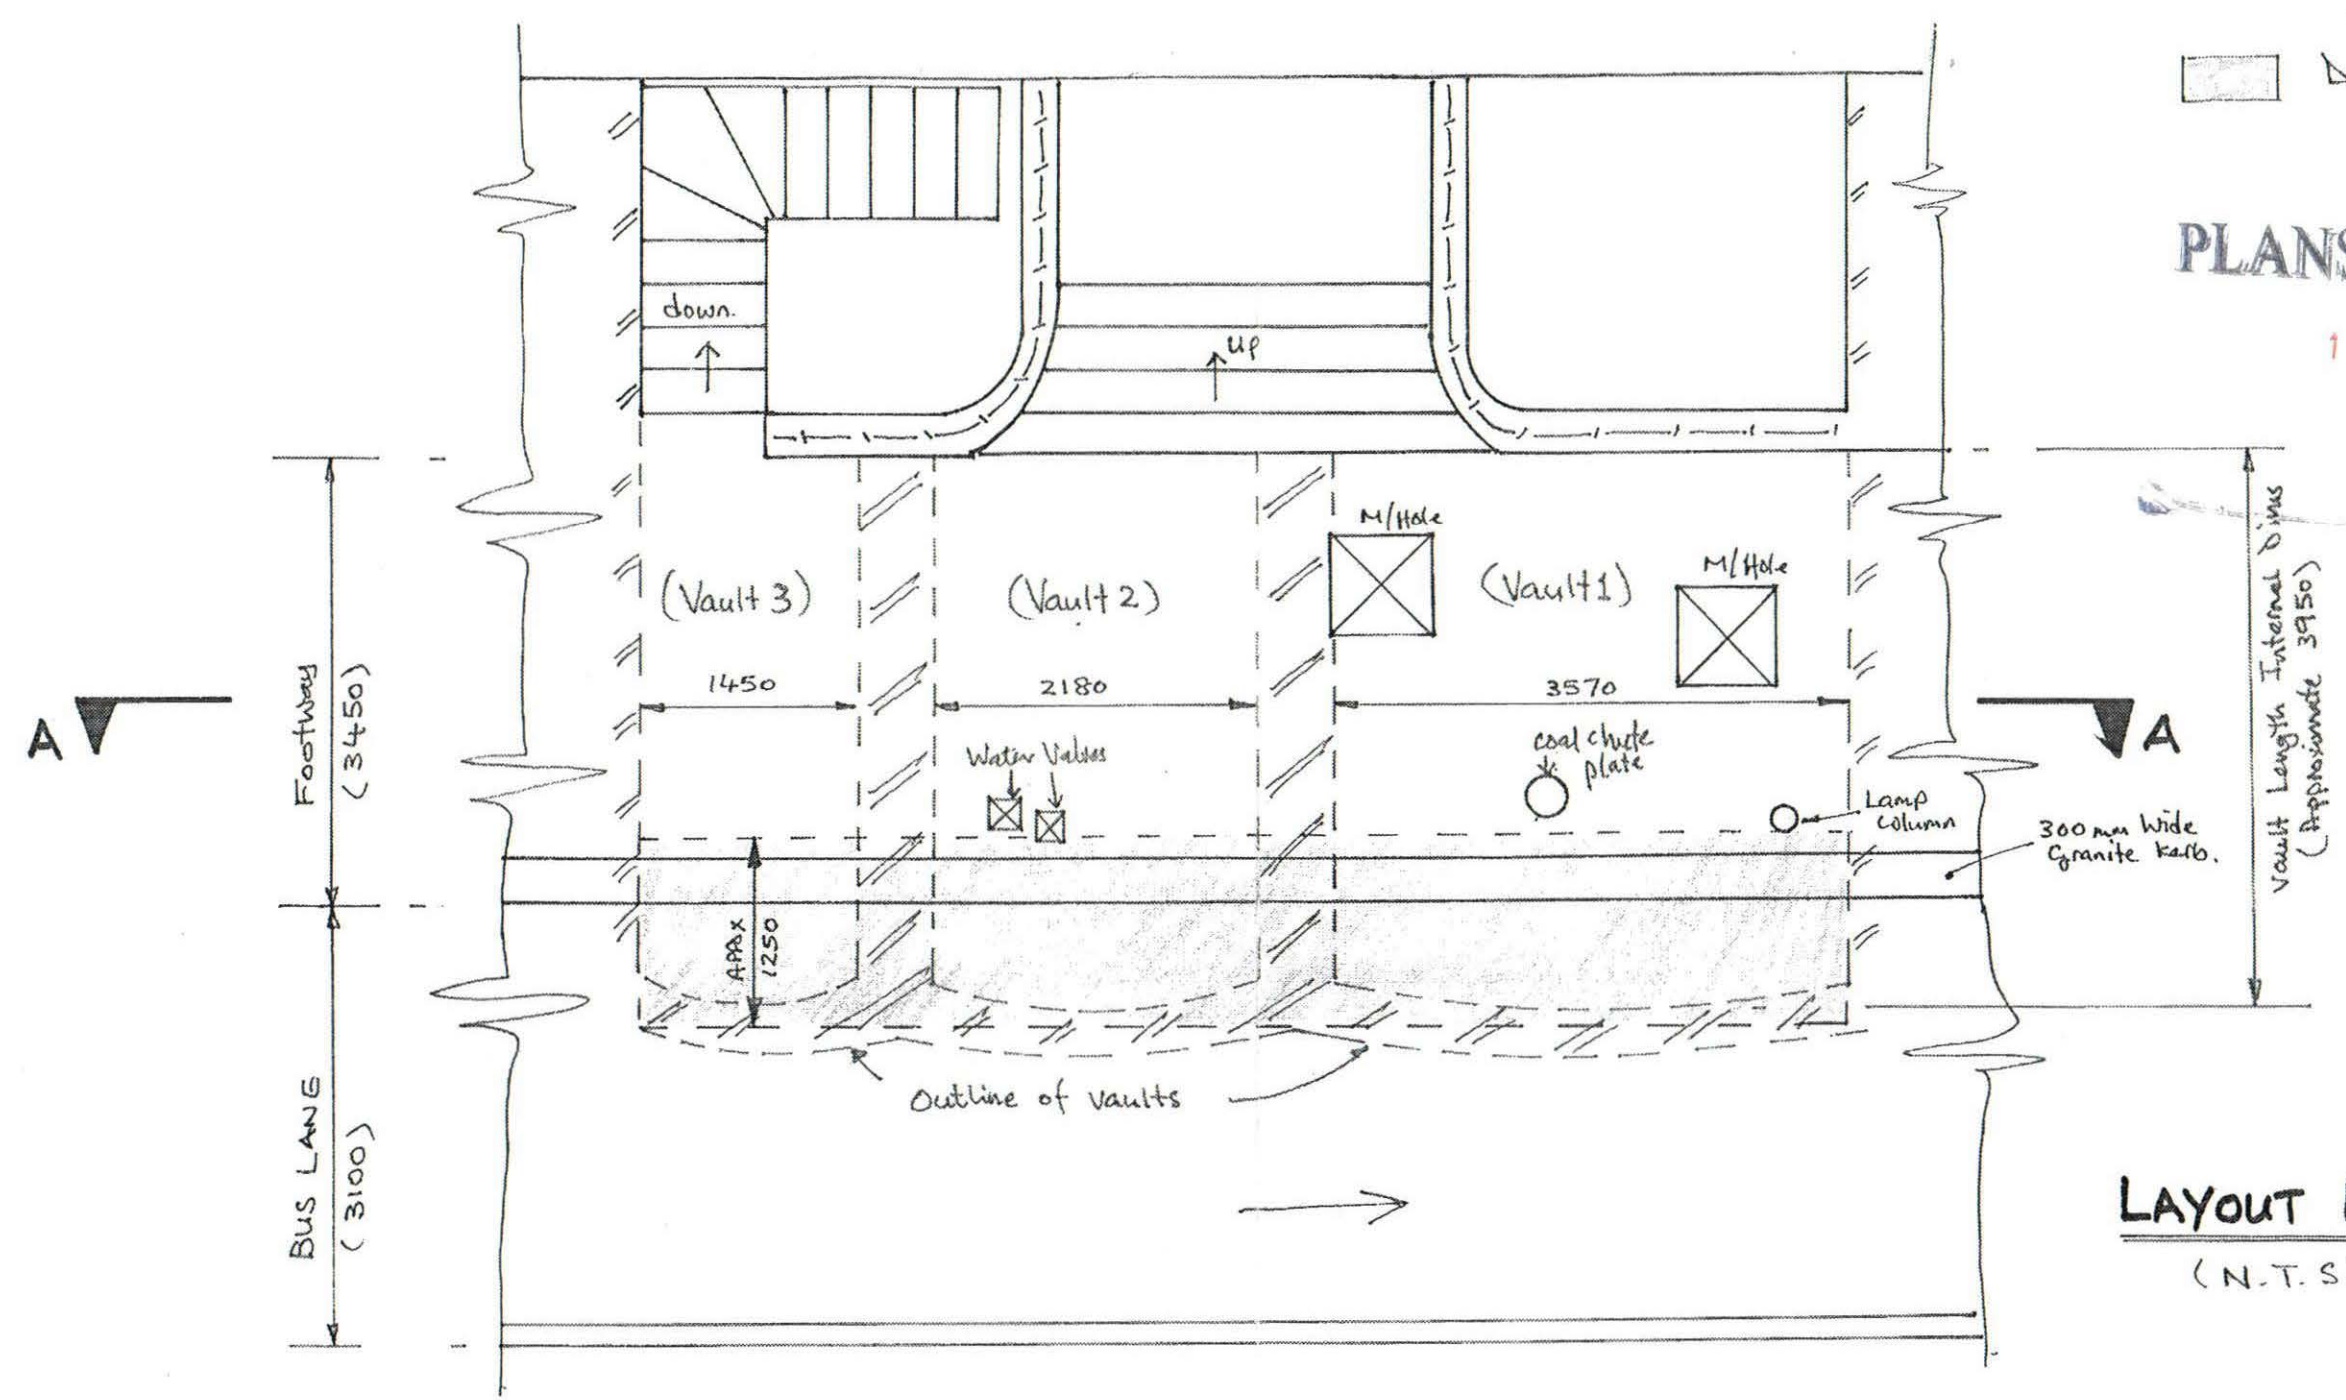 PLANS
down.
up
M/Hole
M/Hole
(Vault 3)
(Vault 2)
(Vault 1)
1450
2180
3570
A
A
Footway
(3450)
Vault Length Internal Dims
(Approximate 3950)
Water Valves
coal chute
plate
Lamp
column
300 mm Wide
Granite Kerb.
APPX
1250
Outline of vaults
BUS LANE
(3100)
LAYOUT
(N.T.S